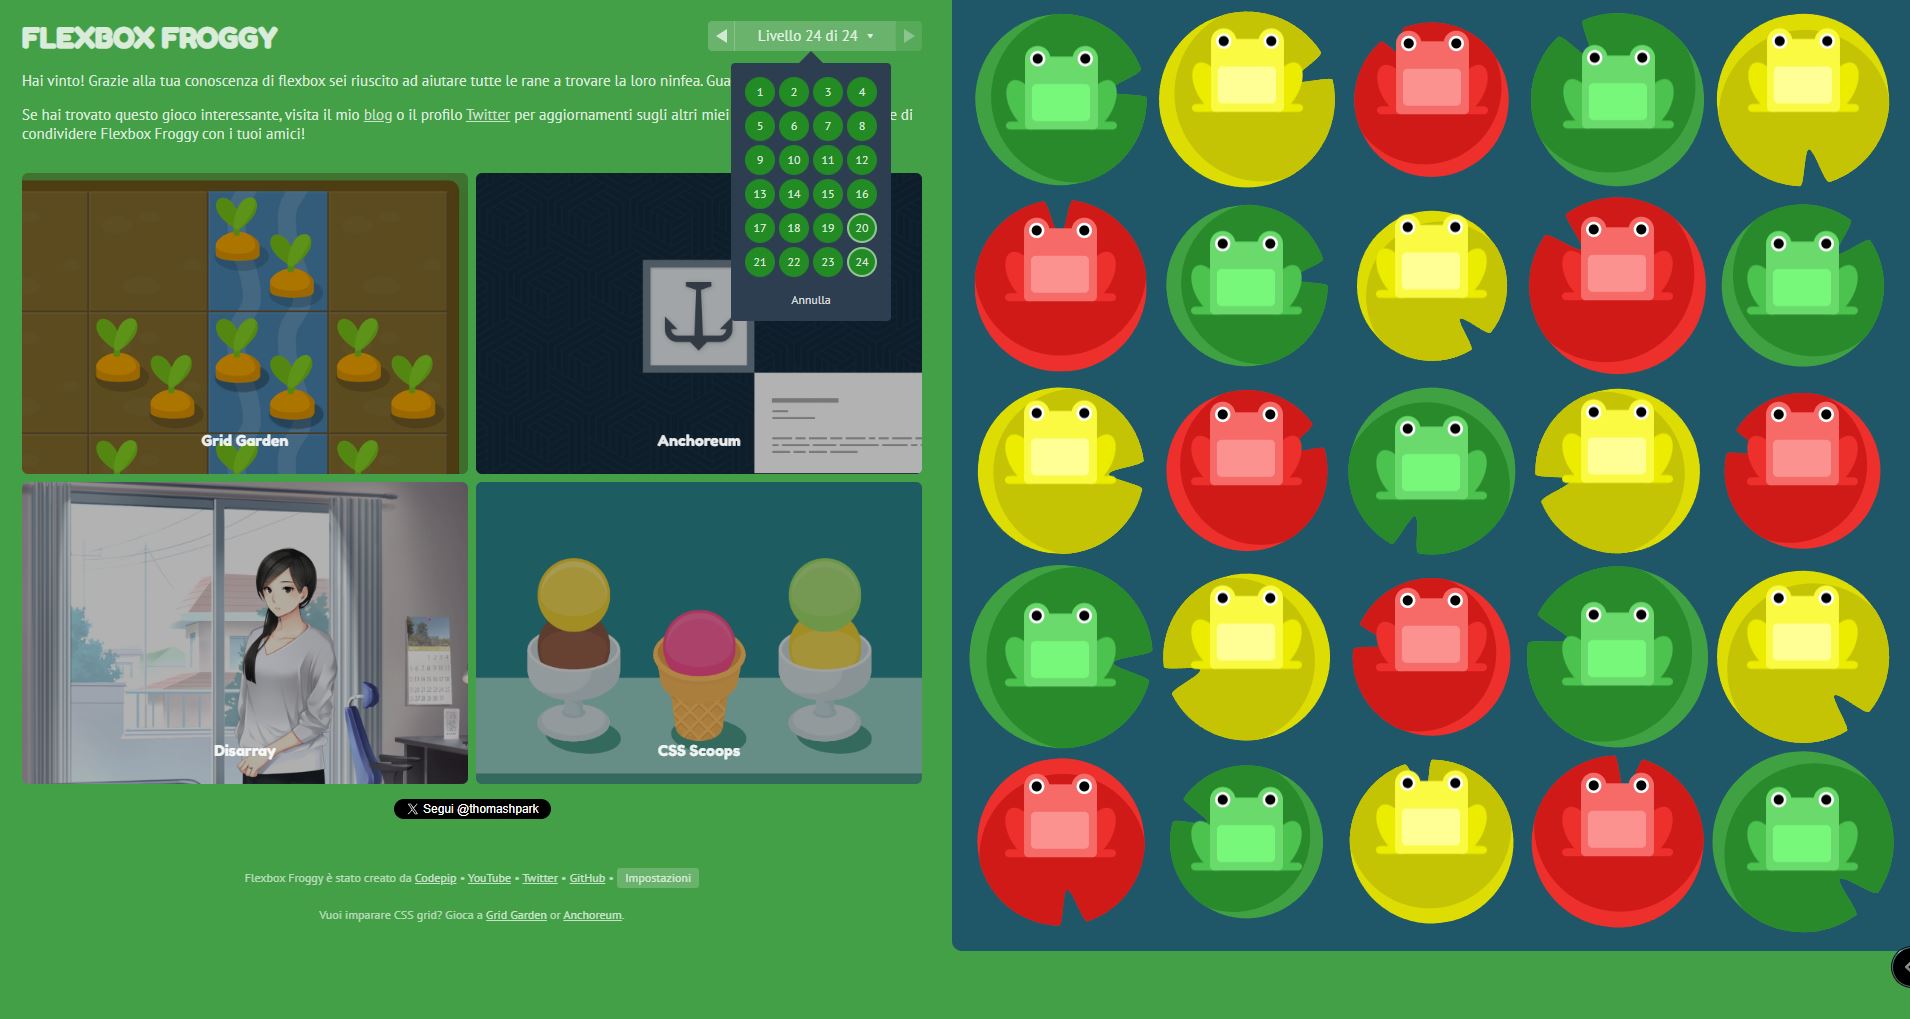 FLEXBOX FROGGY
Livello 24 di 24
Hai vinto! Grazie alla tua conoscenza di flexbox sei riuscito ad aiutare tutte le rane a trovare la loro ninfea.
Se hai trovato questo gioco interessante, visita il mio blog o il profilo Twitter per aggiornamenti sugli altri miei e di
condividere Flexbox Froggy con i tuoi amici!
1 2 3 4
5 6 7 8
9 10 11 12
13 14 15 16
17 18 19 20
21 22 23 24
Annulla
Grid Garden
Anchoreum
Disarray
CSS Scoops
Segui @thomashpark
Flexbox Froggy è stato creato da Codepip • YouTube • Twitter • GitHub • Impostazioni
Vuoi imparare CSS grid? Gioca a Grid Garden or Anchoreum.